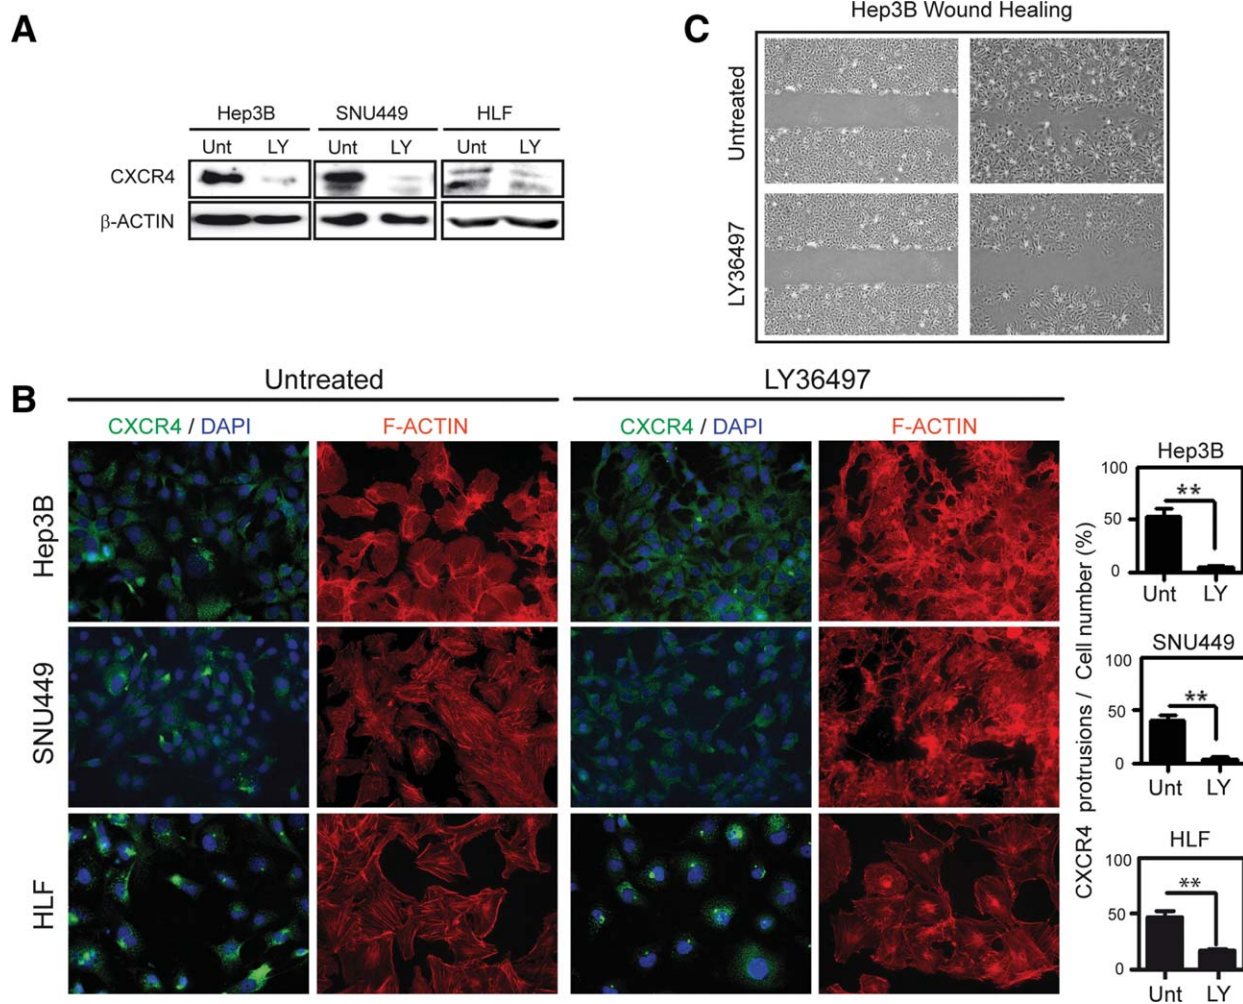 A
Hep3B SNU449 HLF
Unt LY Unt LY Unt LY
CXCR4
β-ACTIN
C
Hep3B Wound Healing
Untreated
LY36497
B
Untreated LY36497
CXCR4 / DAPI F-ACTIN CXCR4 / DAPI F-ACTIN
Hep3B
SNU449
HLF
CXCR4 protrusions / Cell number (%)
Hep3B
100
**
50
0
Unt LY
SNU449
100
**
50
0
Unt LY
HLF
100
**
50
0
Unt LY